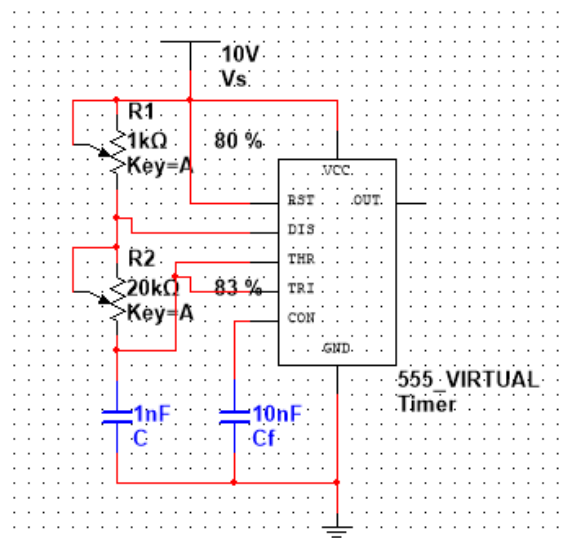 10V
Vs
R1
1kΩ 80 %
Key=A
VCC
RST OUT
DIS
THR
R2
20kΩ 83 % TRI
Key=A
CON
GND
555_VIRTUAL
Timer
1nF 10nF
C Cf